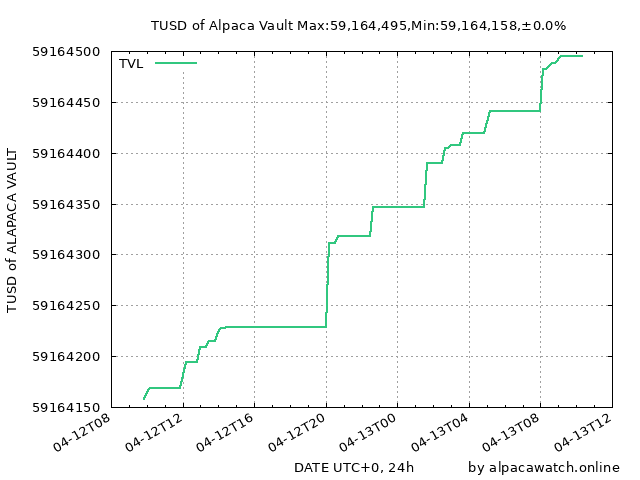 TUSD of Alpaca Vault Max:59,164,495,Min:59,164,158,±0.0%
TVL
59164500
59164450
59164400
59164350
59164300
59164250
59164200
59164150
TUSD of ALAPACA VAULT
04-12T08
04-12T12
04-12T16
04-12T20
04-13T00
04-13T04
04-13T08
04-13T12
DATE UTC+0, 24h
by alpacawatch.online